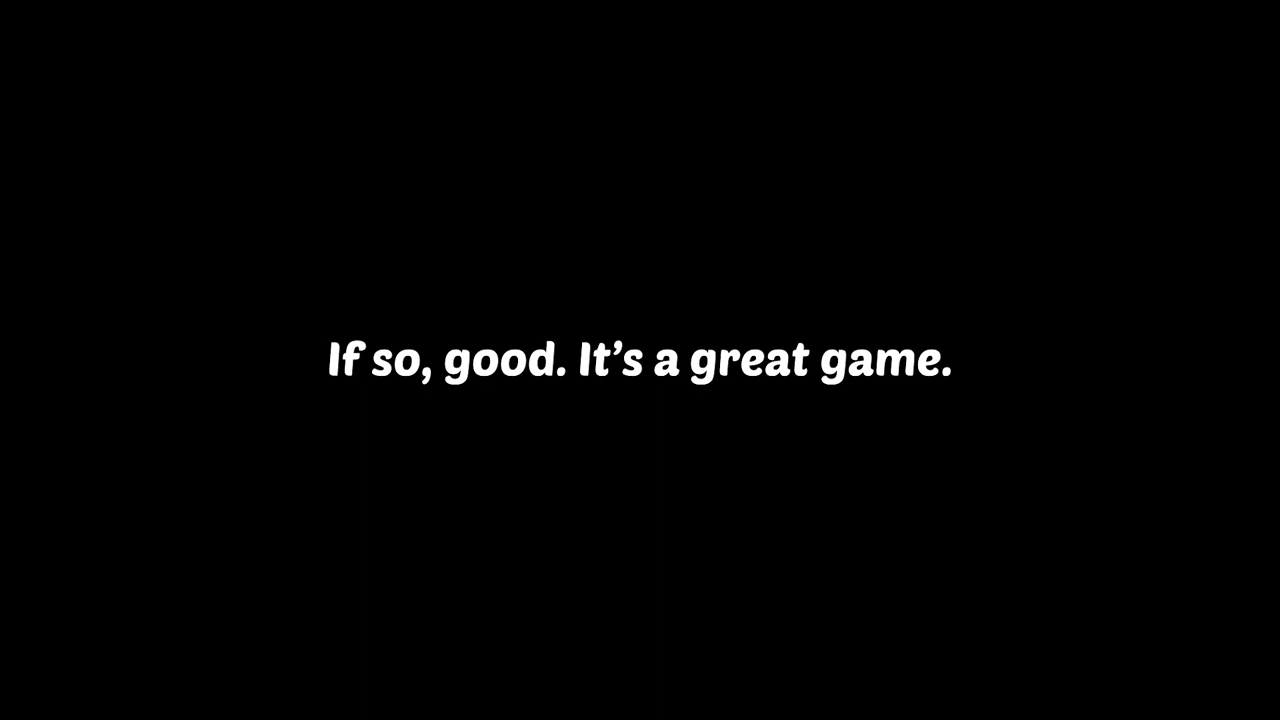 If so, good. It’s a great game.